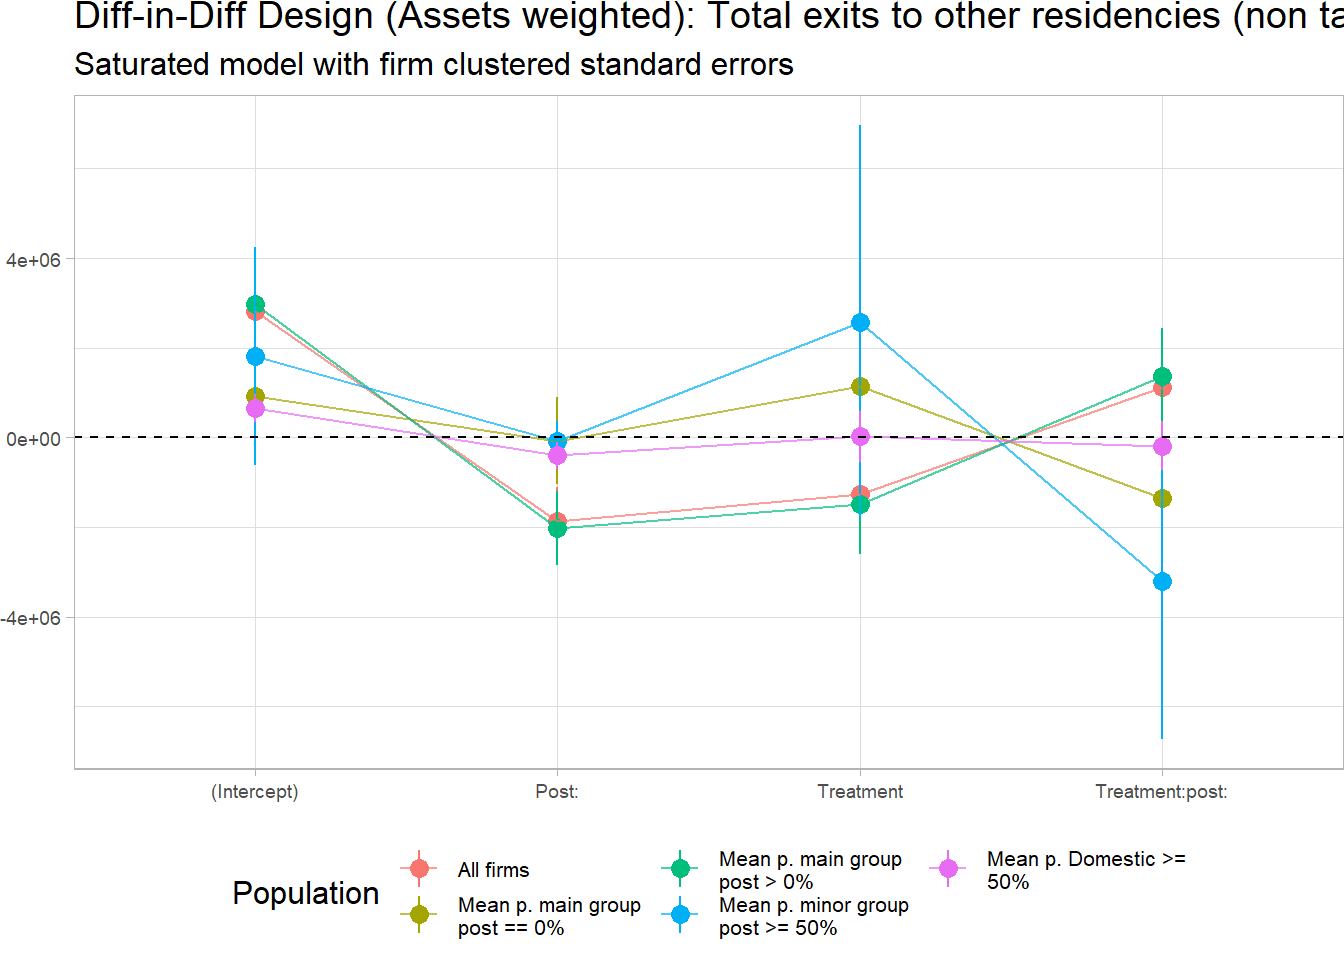 Diff-in-Diff Design (Assets weighted): Total exits to other residencies (non
Saturated model with firm clustered standard errors
4e+06
0e+00
-4e+06
(Intercept)
Post:
Treatment
Treatment:post:
Population
All firms
Mean p. main group
post == 0%
Mean p. main group
post > 0%
Mean p. minor group
post >= 50%
Mean p. Domestic >=
50%